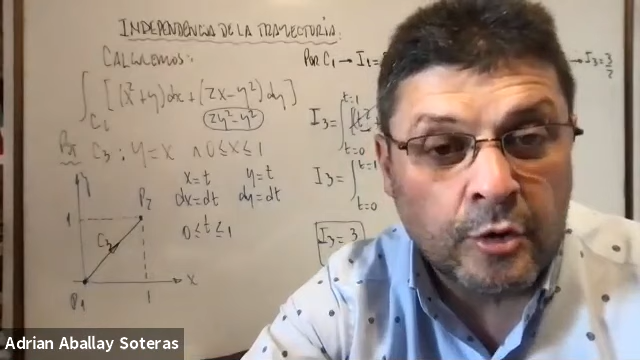 INDEPENDENCIA DE LA TRAYECTORIA:
CALCULEMOS:
POR C1 → I1 =
→ I3 = 3/2
∫C1 [(x²+y)dx + (2x-y²)dy]
2y²-y²
C3: y=x ∧ 0≤x≤1
x=t y=t
dx=dt dy=dt
0≤t≤1
I3 = ∫ t=1 t=0
I3 = ∫ t=1 t=0
I3 = 3
y
1
P2
C3
P1
1
x
Adrian Aballay Soteras